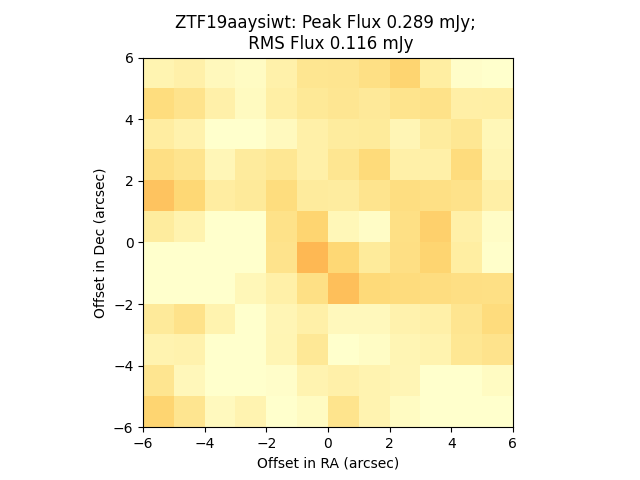 ZTF19aaysiwt: Peak Flux 0.289 mJy;
RMS Flux 0.116 mJy
6
4
2
0
−2
−4
−6
Offset in Dec (arcsec)
−6 −4 −2 0 2 4 6
Offset in RA (arcsec)